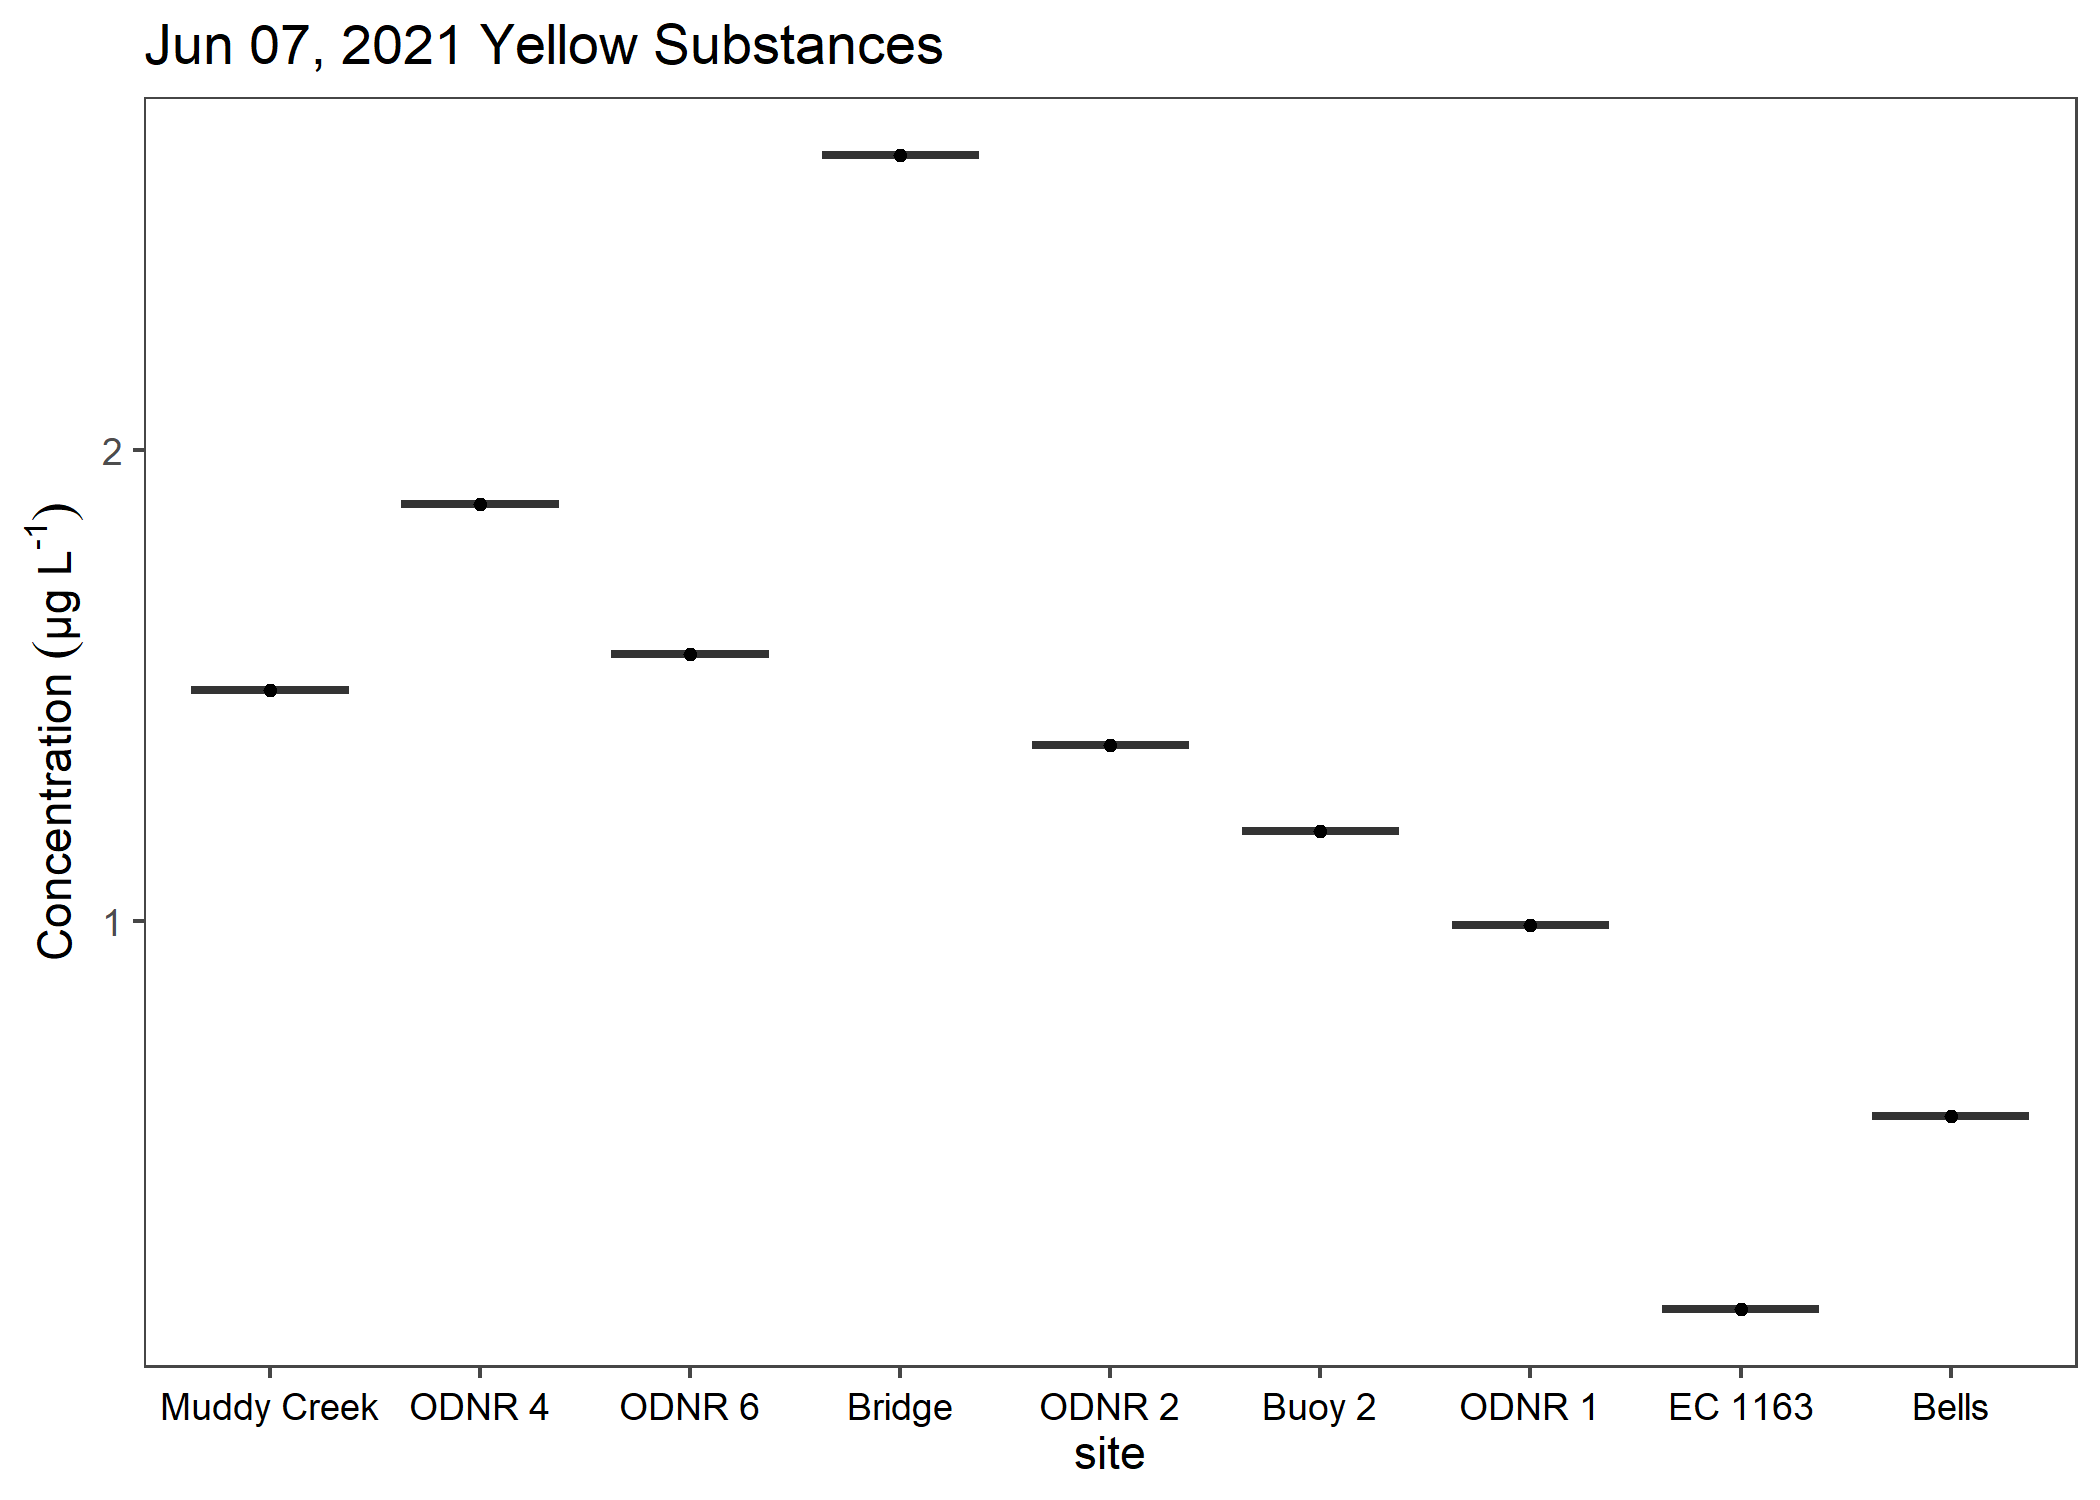 Jun 07, 2021 Yellow Substances
Concentration (µg L⁻¹)
2
1
Muddy Creek ODNR 4 ODNR 6 Bridge ODNR 2 Buoy 2 ODNR 1 EC 1163 Bells
site